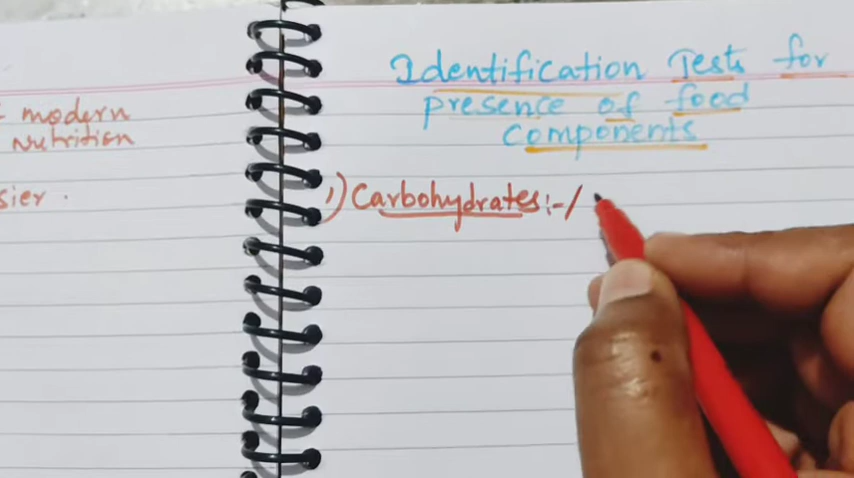 = modern
nutrition
sier .
Identification Tests for
presence of food
components
1) Carbohydrates :- /